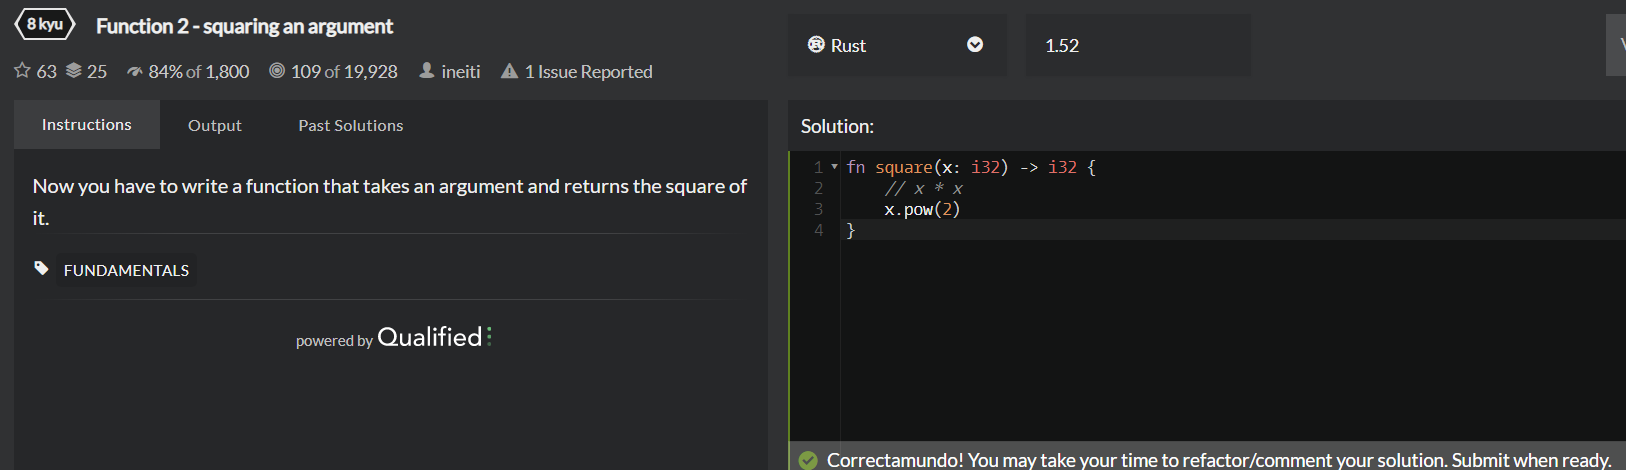 8 kyu
Function 2 - squaring an argument
63 25 84% of 1,800 109 of 19,928 ineiti 1 Issue Reported
Rust
1.52
Instructions
Output
Past Solutions
Now you have to write a function that takes an argument and returns the square of
it.
FUNDAMENTALS
powered by Qualified
Solution:
1 fn square(x: i32) -> i32 {
2 // x * x
3 x.pow(2)
4 }
Correctamundo! You may take your time to refactor/comment your solution. Submit when ready.